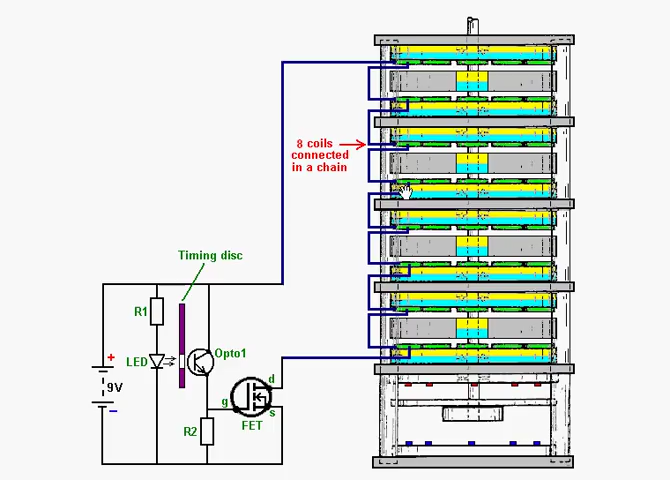 8 coils
connected
in a chain
Timing disc
R1
LED
Opto1
+
9V
−
d
g
s
FET
R2